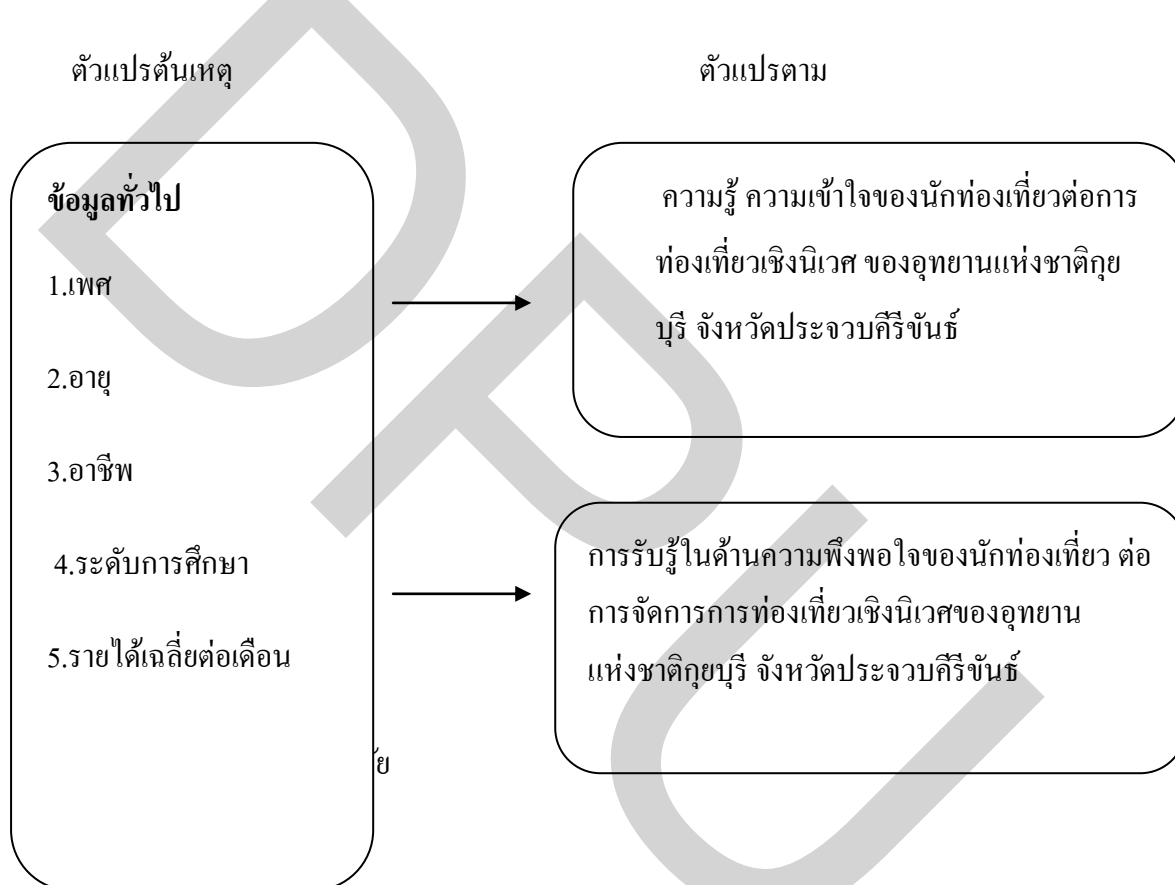 ตัวแปรต้นเหตุ
ตัวแปรตาม
ข้อมูลทั่วไป
1.เพศ
2.อายุ
3.อาชีพ
4.ระดับการศึกษา
5.รายได้เฉลี่ยต่อเดือน
ความรู้ ความเข้าใจของนักท่องเที่ยวต่อการ
ท่องเที่ยวเชิงนิเวศ ของอุทยานแห่งชาติกุย
บุรี จังหวัดประจวบคีรีขันธ์
การรับรู้ในด้านความพึงพอใจของนักท่องเที่ยว ต่อ
การจัดการการท่องเที่ยวเชิงนิเวศของอุทยาน
แห่งชาติกุยบุรี จังหวัดประจวบคีรีขันธ์
DPU